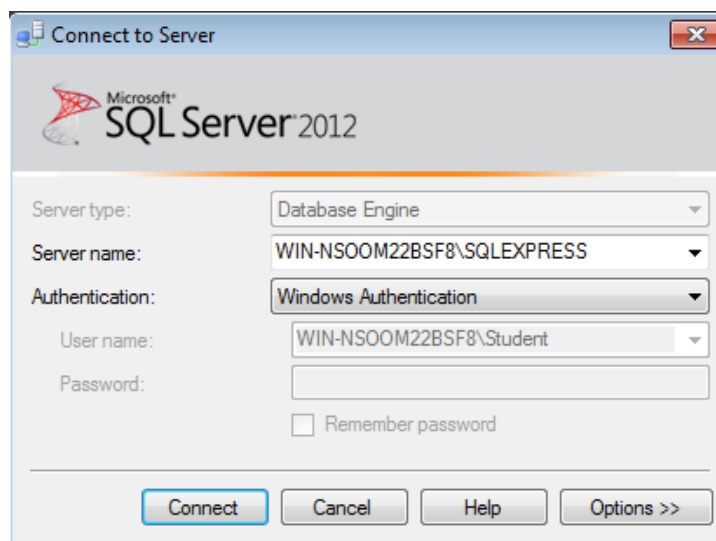 Connect to Server
Microsoft
SQL Server 2012
Server type: Database Engine
Server name: WIN-NSOOM22BSF8\SQLEXPRESS
Authentication: Windows Authentication
User name: WIN-NSOOM22BSF8\Student
Password:
Remember password
Connect Cancel Help Options >>